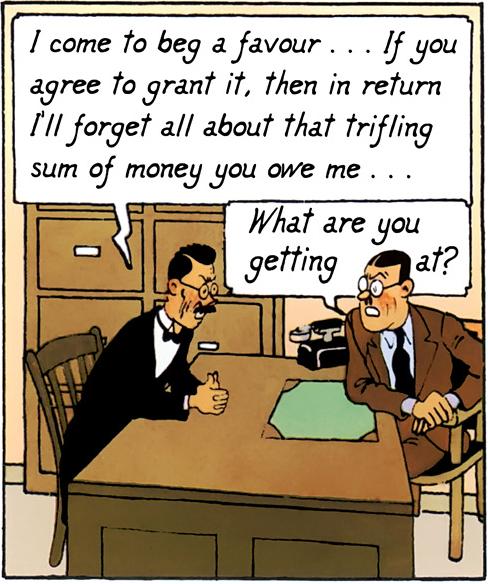 I come to beg a favour . . . If you
agree to grant it, then in return
I'll forget all about that trifling
sum of money you owe me . . .
What are you
getting at?